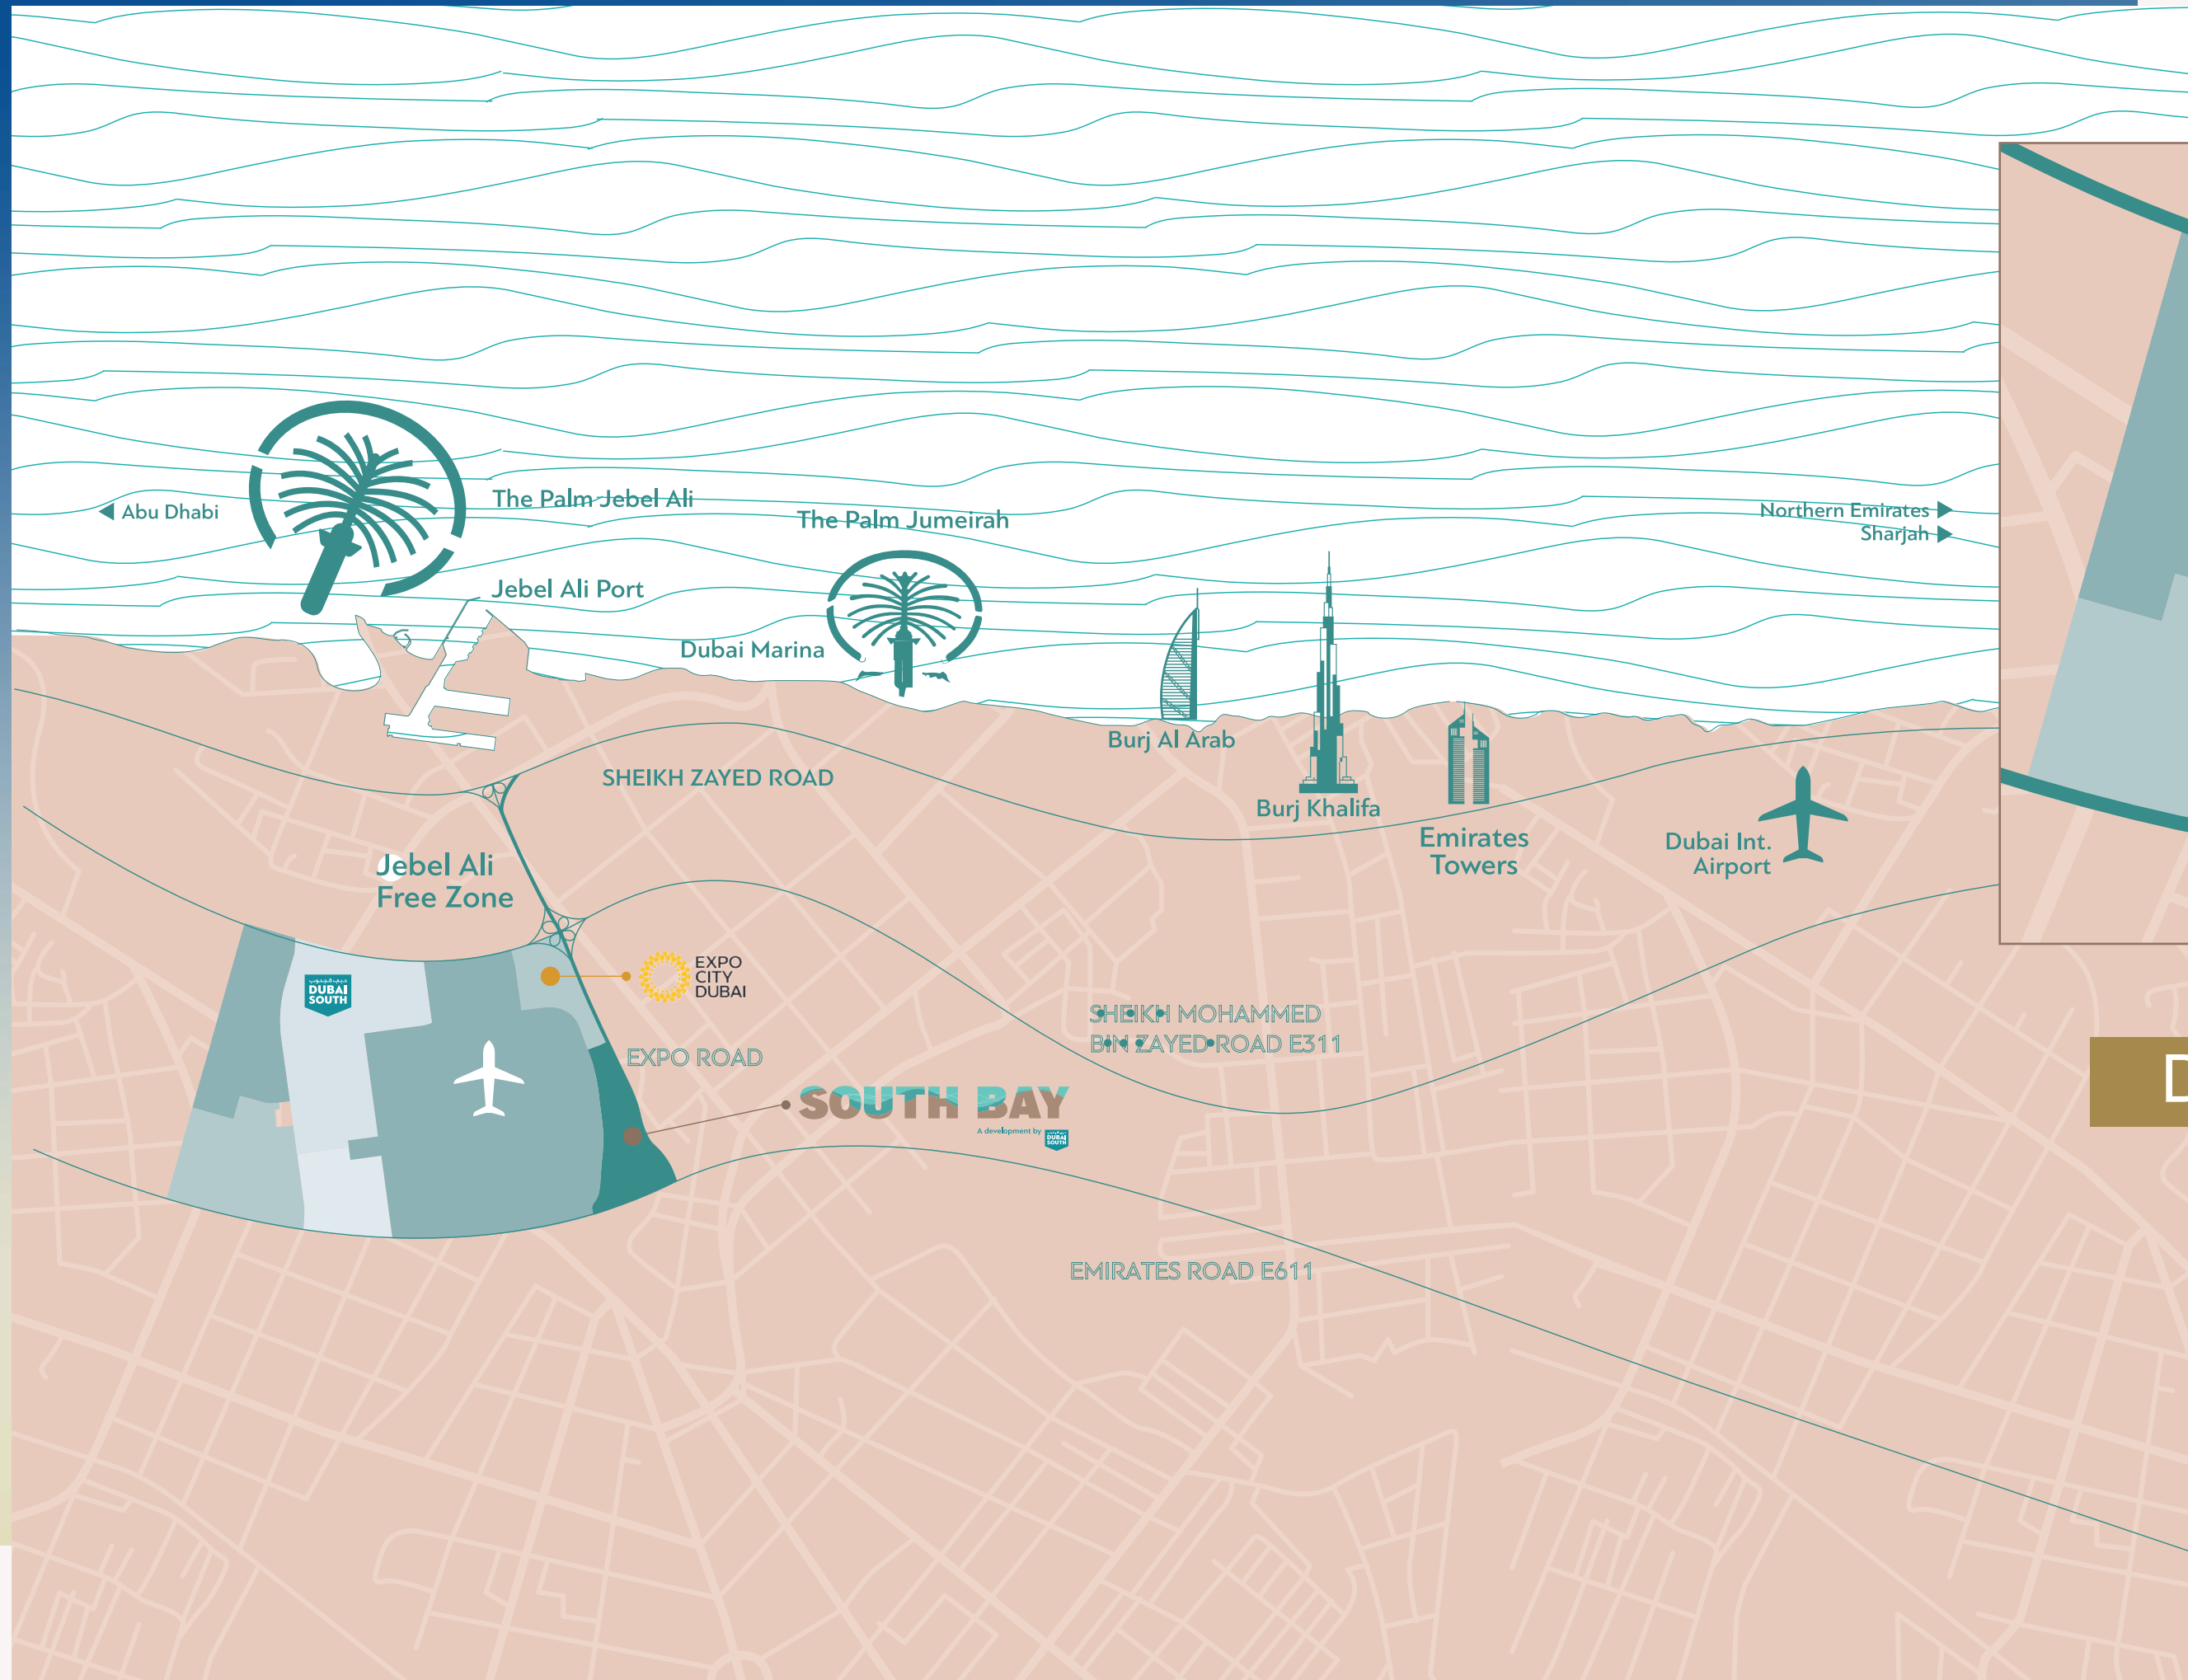 The Palm Jebel Ali
Abu Dhabi
The Palm Jumeirah
Northern Emirates
Sharjah
Jebel Ali Port
Dubai Marina
Burj Al Arab
SHEIKH ZAYED ROAD
Burj Khalifa
Emirates
Towers
Dubai Int.
Airport
Jebel Ali
Free Zone
EXPO
CITY
DUBAI
DUBAI
SOUTH
SHEIKH MOHAMMED
BIN ZAYED ROAD E311
EXPO ROAD
SOUTH BAY
A development by
DUBAI
SOUTH
EMIRATES ROAD E611
D